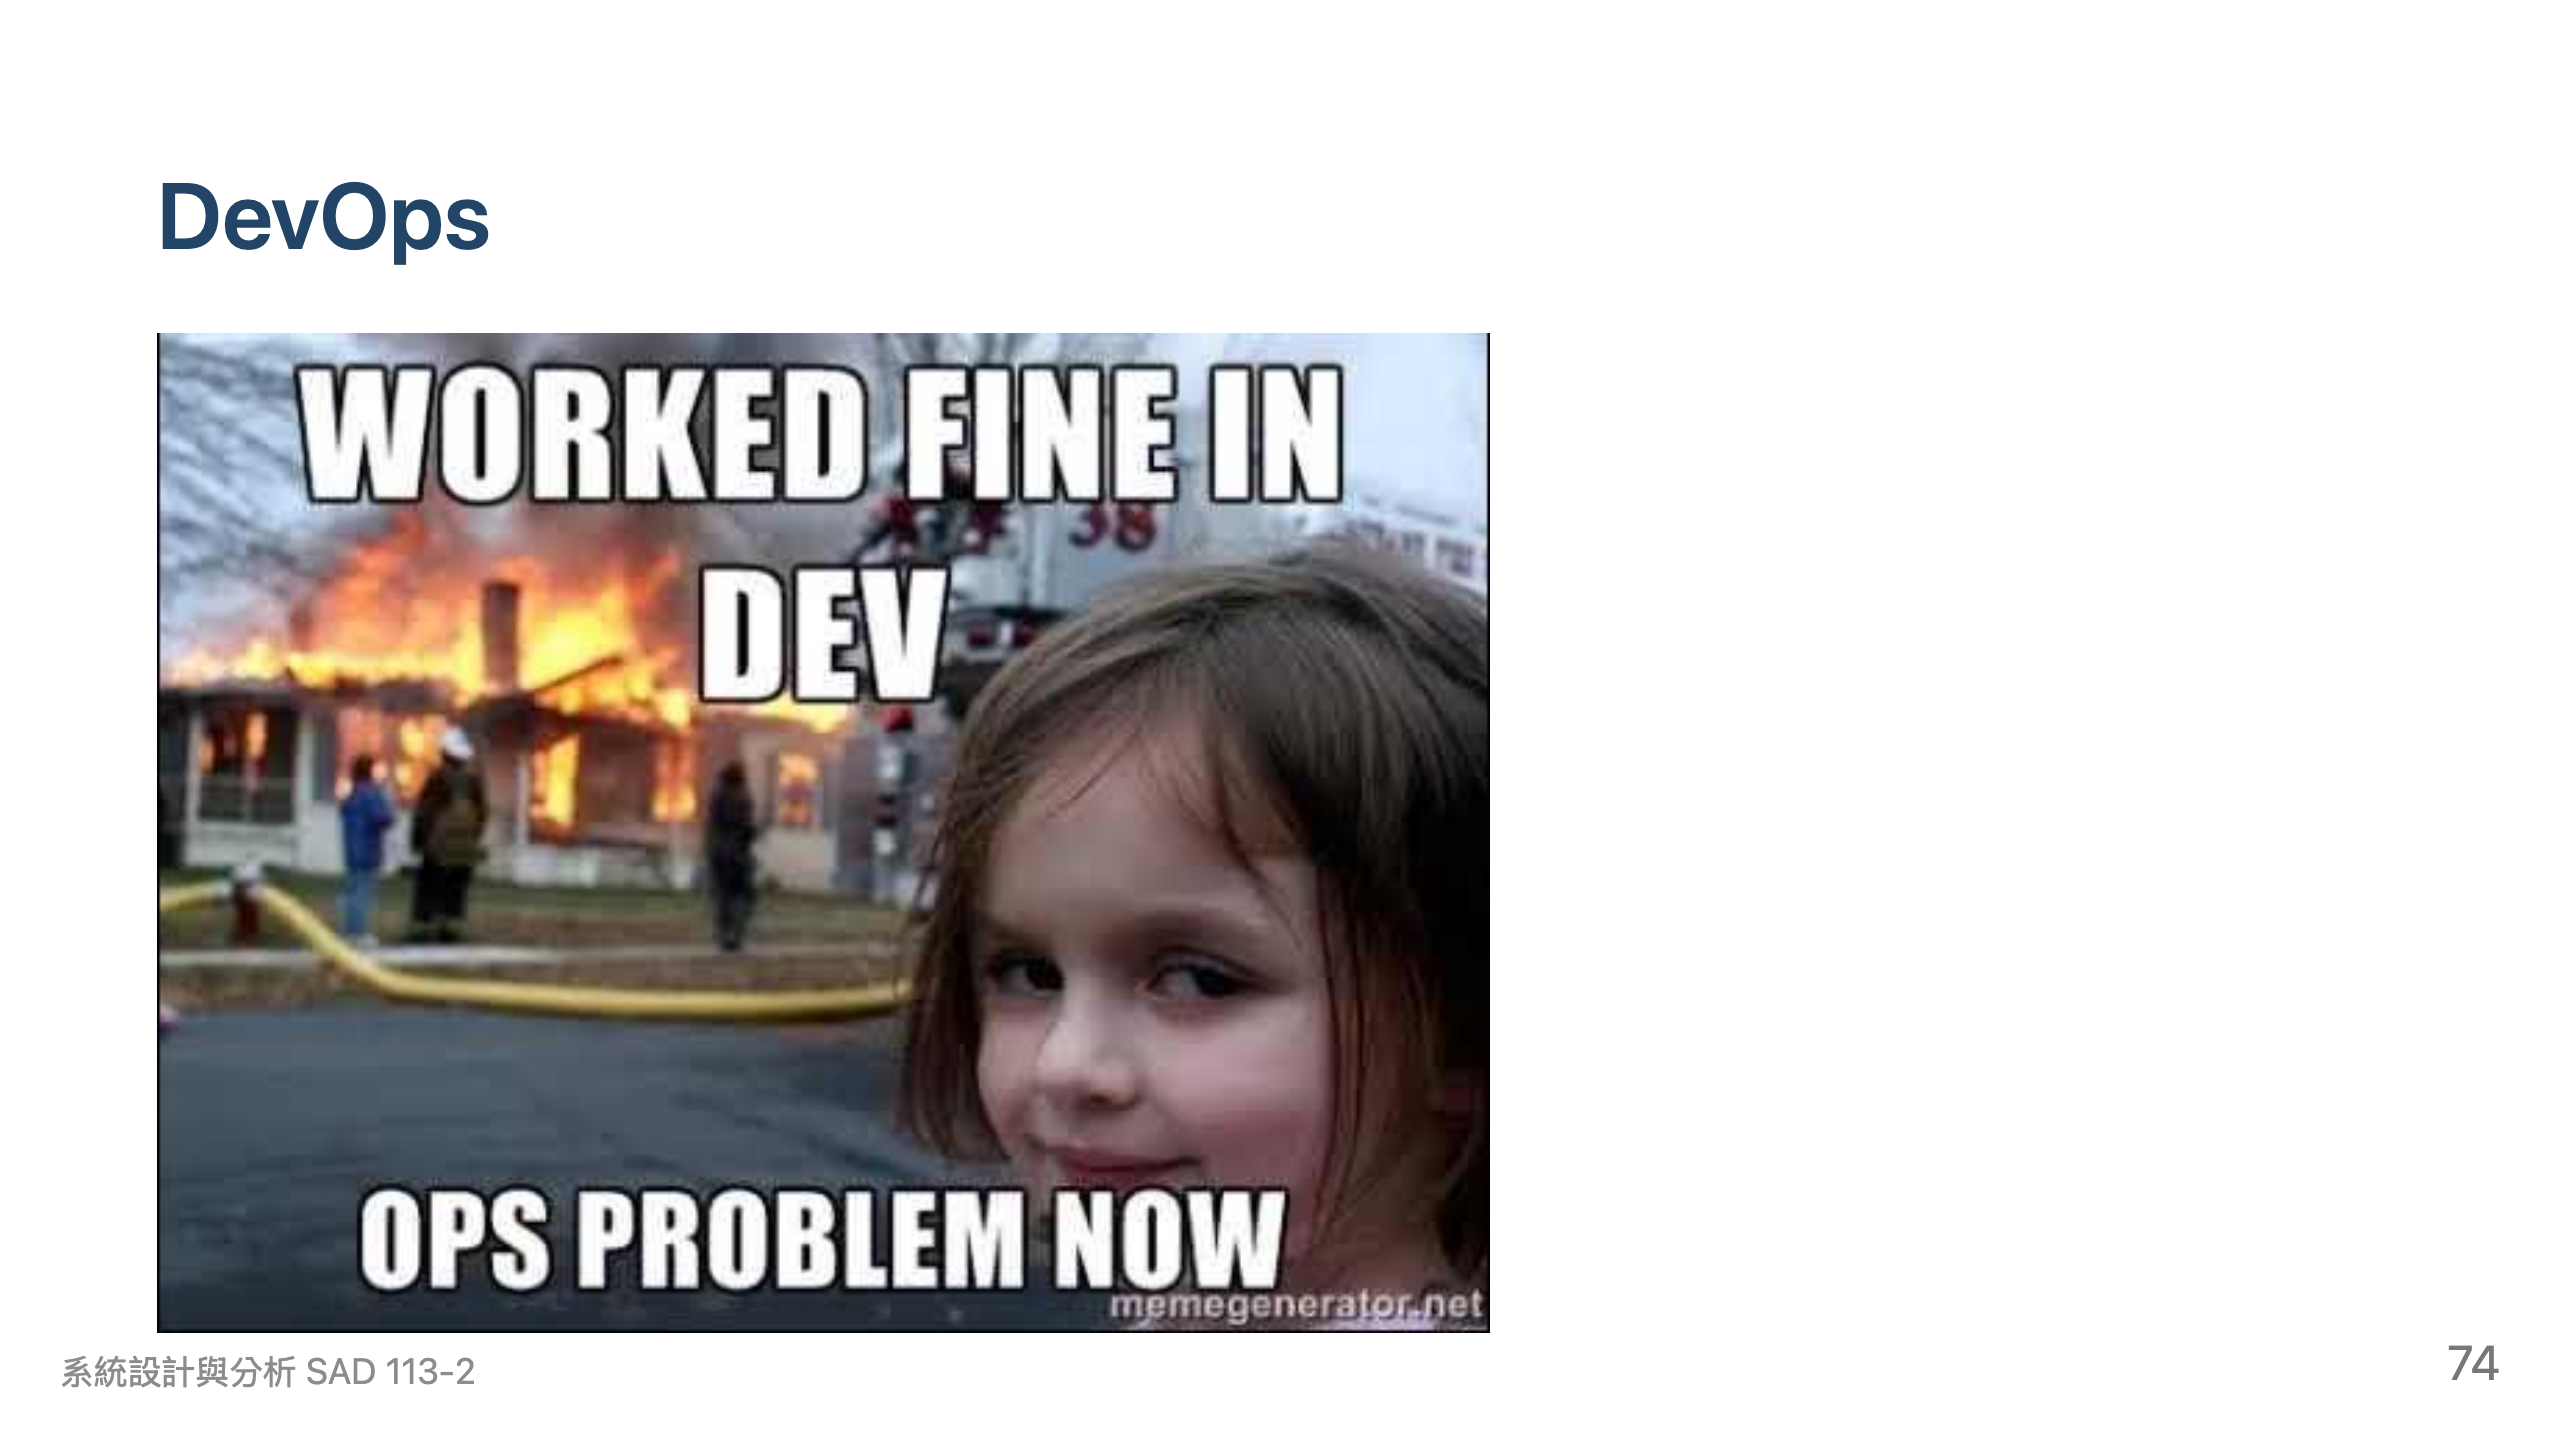 DevOps
WORKED FINE IN
DEV
38
OPS PROBLEM NOW
memegenerator.net
系統設計與分析 SAD 113-2
74